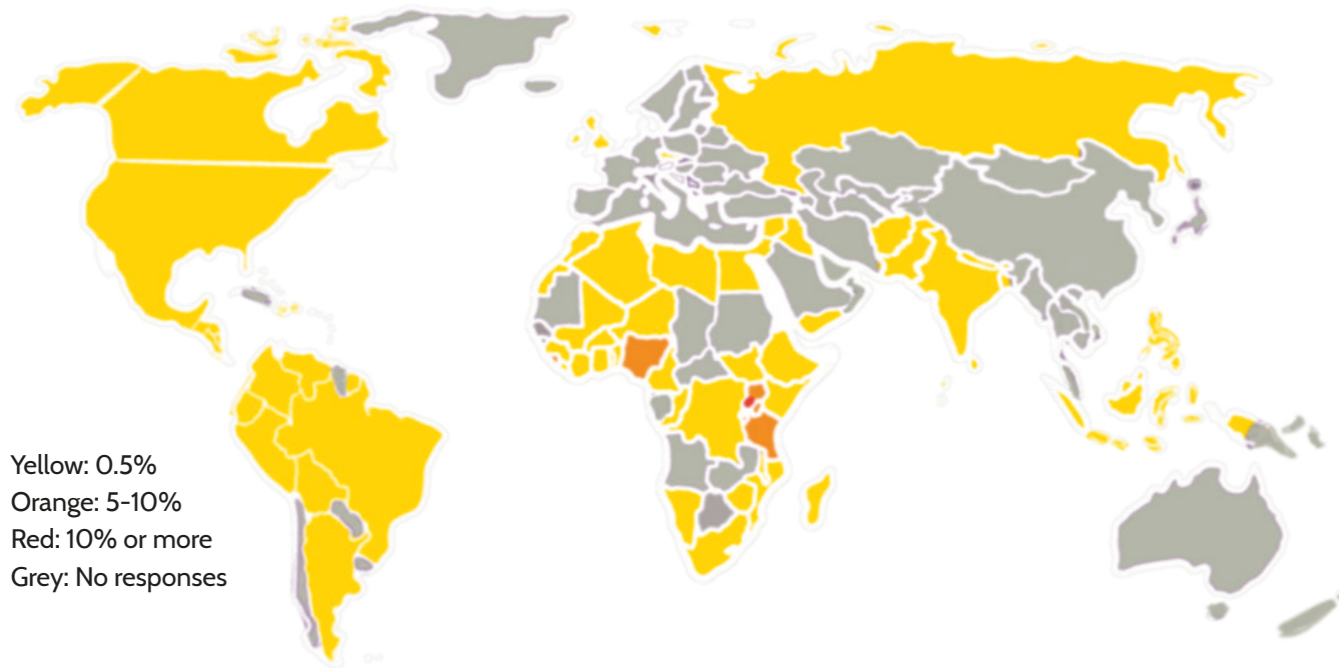 Yellow: 0.5%
Orange: 5-10%
Red: 10% or more
Grey: No responses